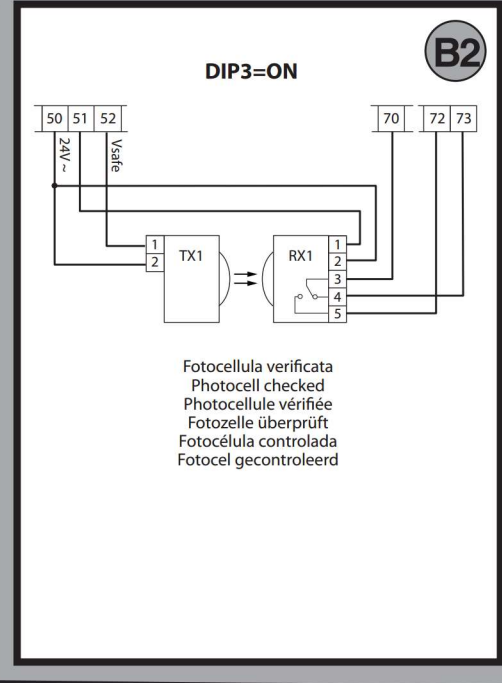 B2
DIP3=ON
50 51 52 70 72 73
24V ~
Vsafe
1
2
TX1
RX1
1
2
3
4
5
Fotocellula verificata
Photocell checked
Photocellule vérifiée
Fotozelle überprüft
Fotocélula controlada
Fotocel gecontroleerd